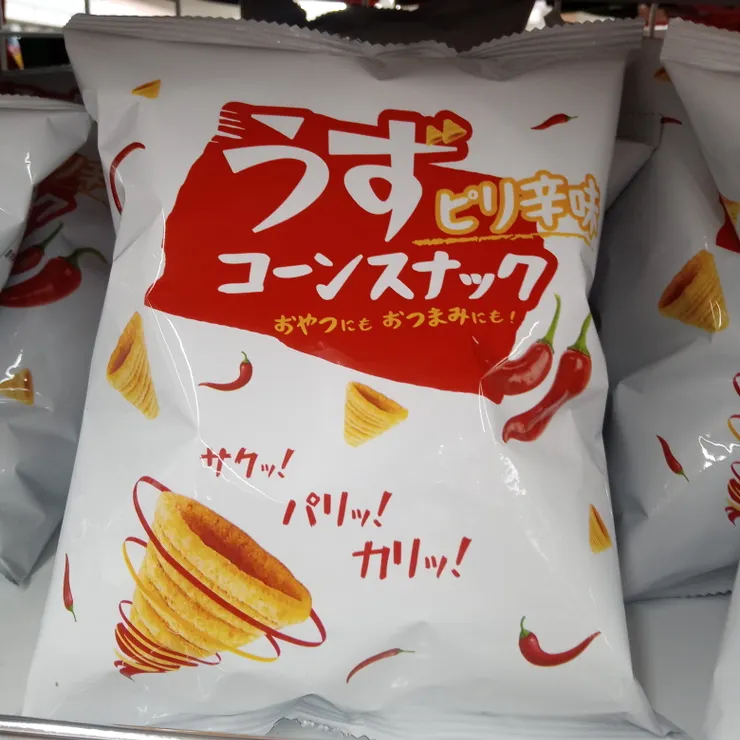 うず
ピリ辛味
コーンスナック
おやつにも おつまみにも!
サクッ!
パリッ!
カリッ!